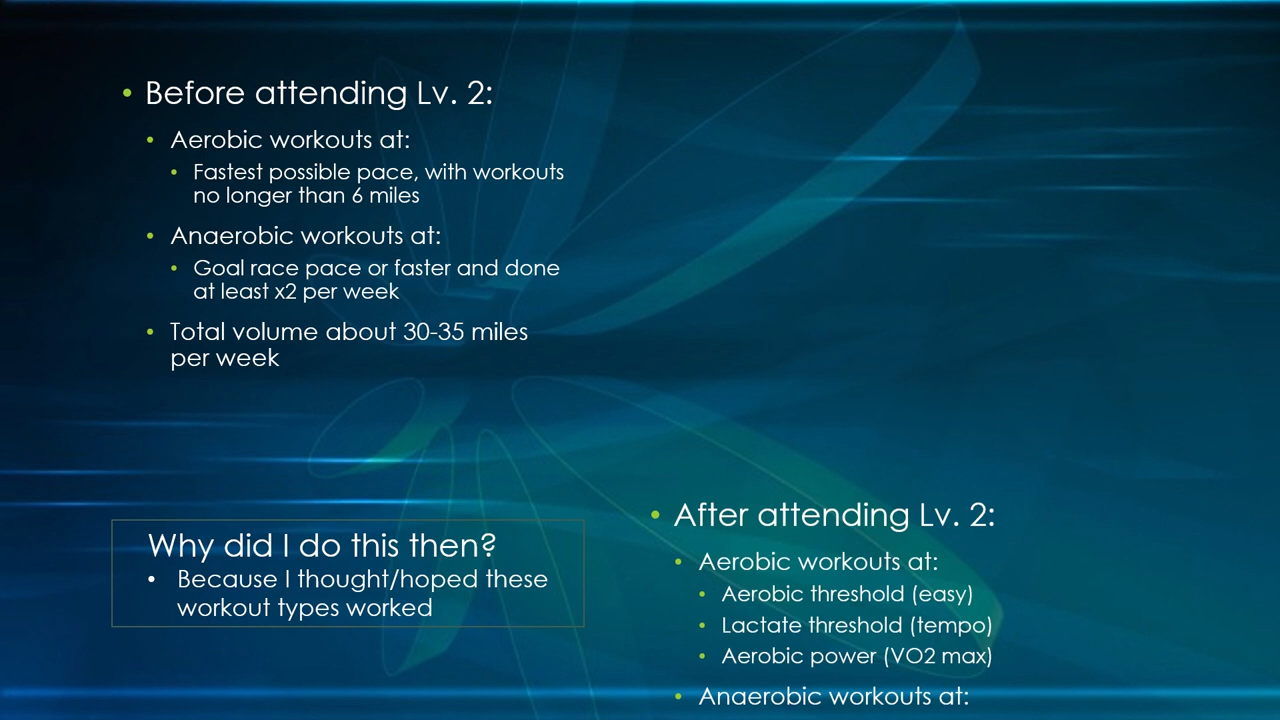 • Before attending Lv. 2:
• Aerobic workouts at:
• Fastest possible pace, with workouts
no longer than 6 miles
• Anaerobic workouts at:
• Goal race pace or faster and done
at least x2 per week
• Total volume about 30-35 miles
per week
Why did I do this then?
• Because I thought/hoped these
workout types worked
• After attending Lv. 2:
• Aerobic workouts at:
• Aerobic threshold (easy)
• Lactate threshold (tempo)
• Aerobic power (VO2 max)
• Anaerobic workouts at: